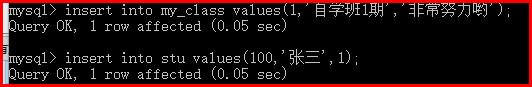 mysql> insert into my_class values(1,'自学班1期','非常努力哟');
Query OK, 1 row affected (0.05 sec)
mysql> insert into stu values(100,'张三',1);
Query OK, 1 row affected (0.05 sec)